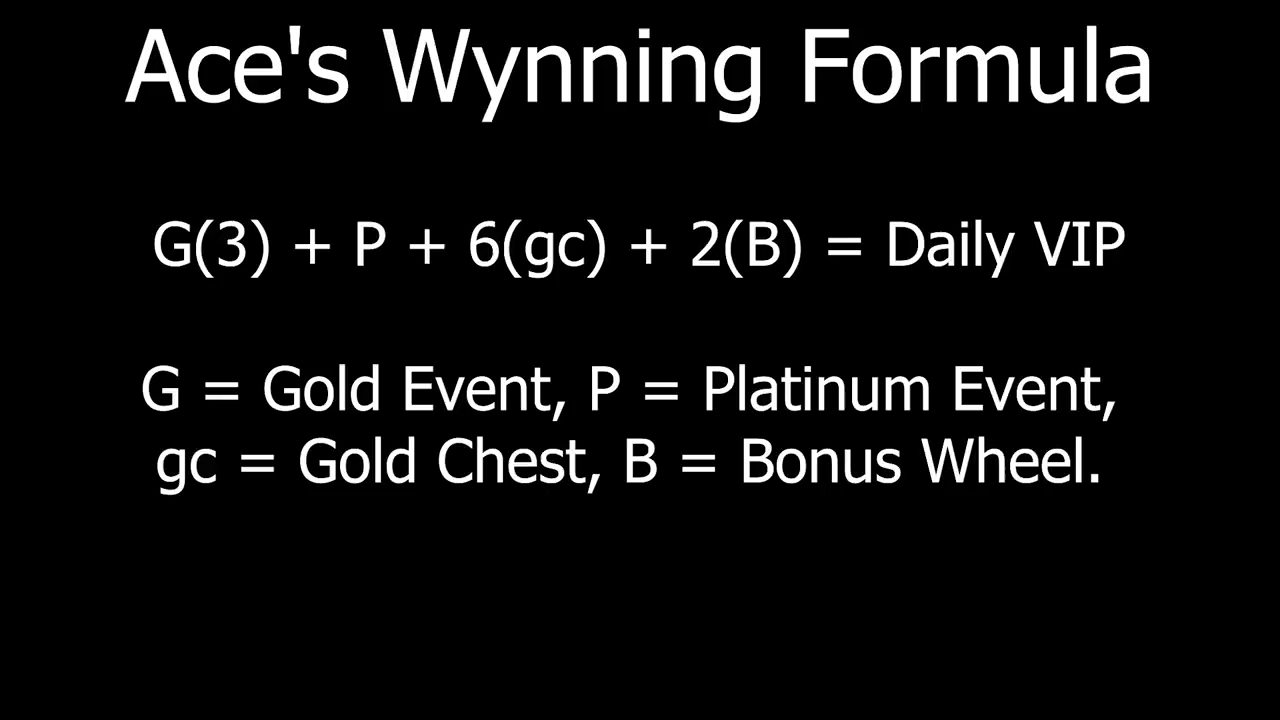 Ace's Wynning Formula
G(3) + P + 6(gc) + 2(B) = Daily VIP
G = Gold Event, P = Platinum Event,
gc = Gold Chest, B = Bonus Wheel.